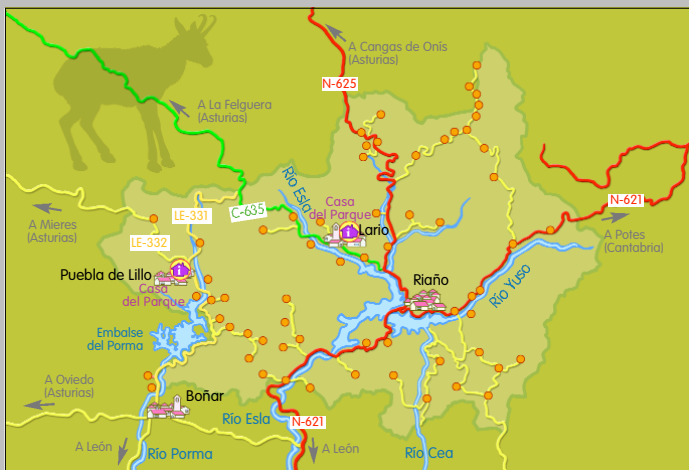 A Cangas de Onís
(Asturias)
N-625
A La Felguera
(Asturias)
Río Esla
Casa
del Parque
N-621
LE-331
C-635
A Mieres
(Asturias)
LE-332
Lario
A Potes
(Cantabria)
Puebla de Lillo
Casa
del Parque
Riaño
Río Yuso
Embalse
del Porma
A Oviedo
(Asturias)
Boñar
Río Esla
N-621
A León
Río Porma
A León
Río Cea